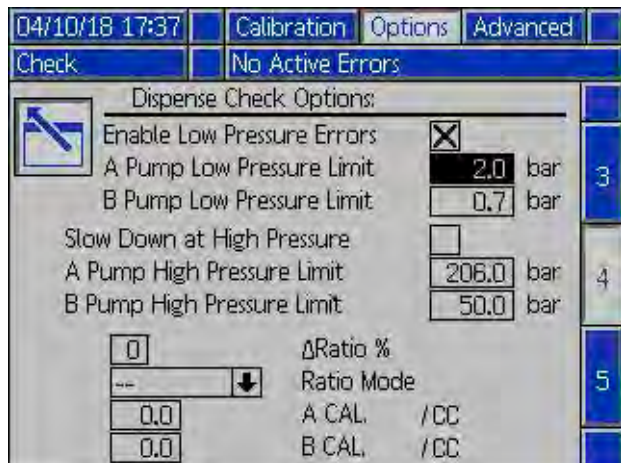 04/10/18 17:37 Calibration Options Advanced
Check No Active Errors
Dispense Check Options:
Enable Low Pressure Errors X
A Pump Low Pressure Limit 2.0 bar
3
B Pump Low Pressure Limit 0.7 bar
Slow Down at High Pressure
A Pump High Pressure Limit 206.0 bar
4
B Pump High Pressure Limit 50.0 bar
0 ΔRatio %
-- Ratio Mode
5
0.0 A CAL. /CC
0.0 B CAL. /CC